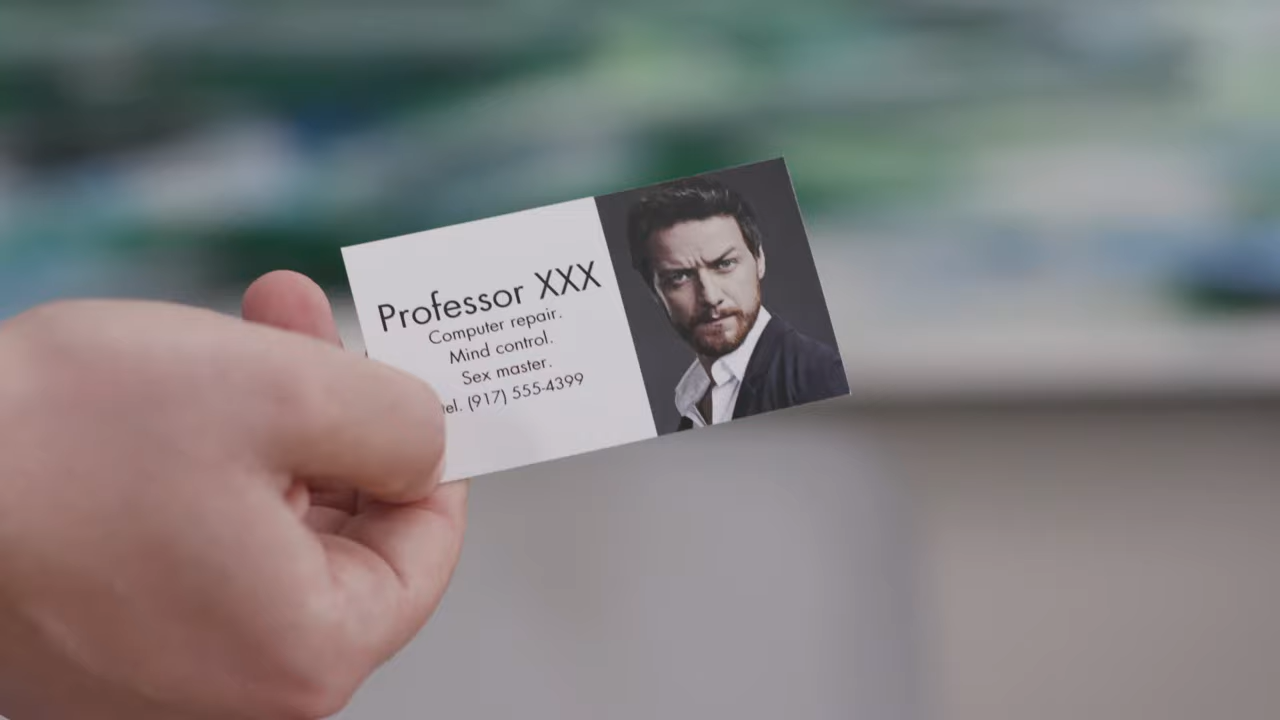 Professor XXX
Computer repair.
Mind control.
Sex master.
(917) 555-4399